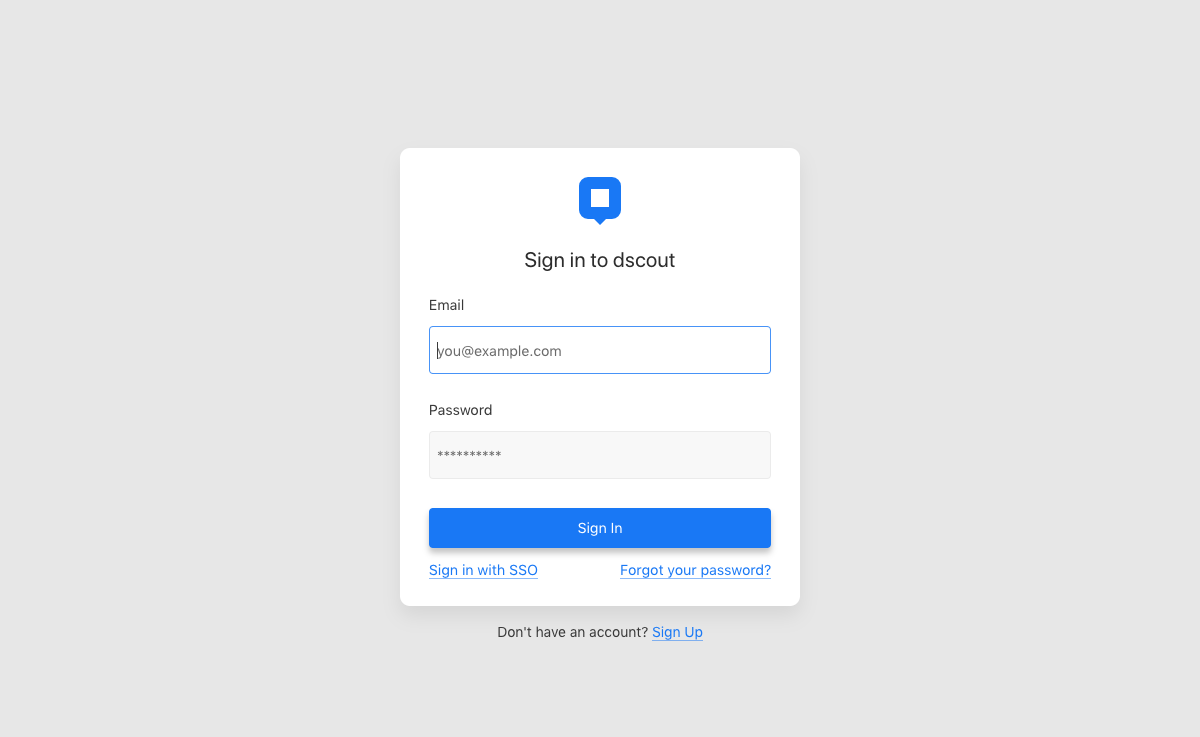 Sign in to dscout
Email
you@example.com
Password
**********
Sign In
Sign in with SSO
Forgot your password?
Don't have an account? Sign Up